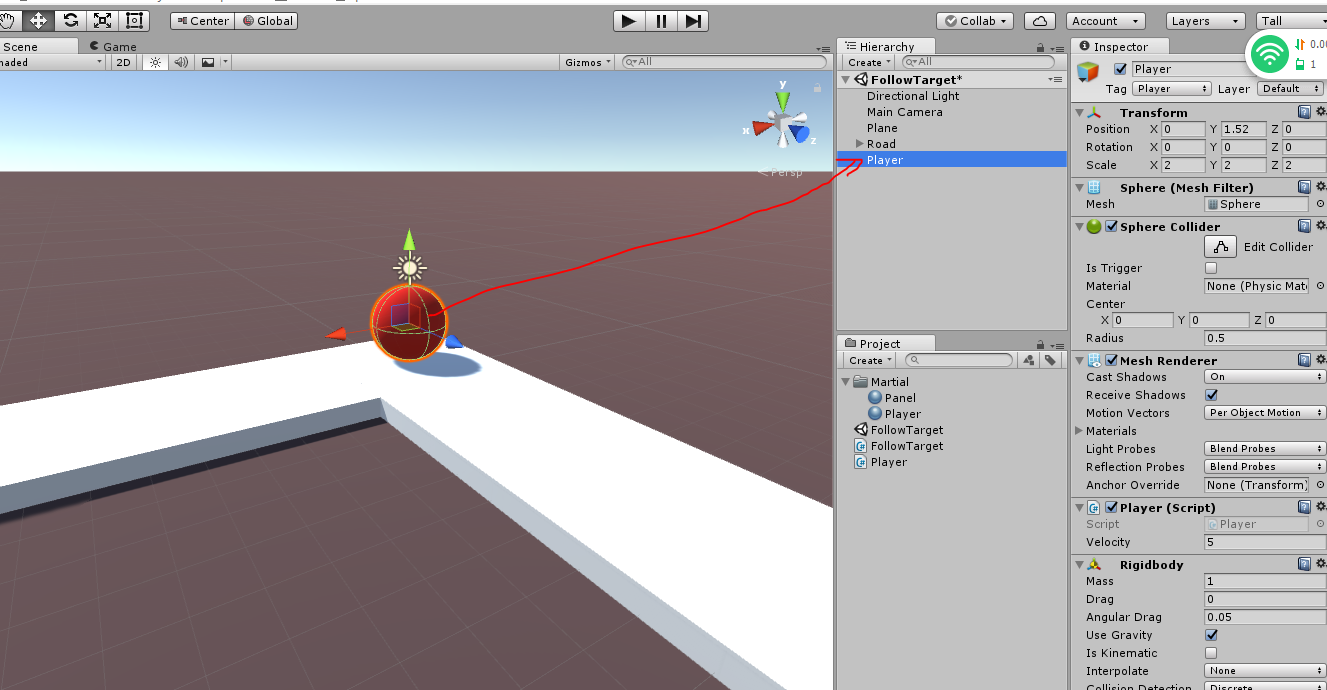 Center Global
Collab Account Layers Tall
Scene Game
haded 2D Gizmos All
x y z
Persp
Hierarchy
Create All
FollowTarget*
Directional Light
Main Camera
Plane
Road
Player
Project
Create
Martial
Panel
Player
FollowTarget
FollowTarget
Player
Inspector
0.0
1
Player
Tag Player Layer Default
Transform
Position X 0 Y 1.52 Z 0
Rotation X 0 Y 0 Z 0
Scale X 2 Y 2 Z 2
Sphere (Mesh Filter)
Mesh Sphere
Sphere Collider
Edit Collider
Is Trigger
Material None (Physic Mate
Center
X 0 Y 0 Z 0
Radius 0.5
Mesh Renderer
Cast Shadows On
Receive Shadows
Motion Vectors Per Object Motion
Materials
Light Probes Blend Probes
Reflection Probes Blend Probes
Anchor Override None (Transform)
Player (Script)
Script Player
Velocity 5
Rigidbody
Mass 1
Drag 0
Angular Drag 0.05
Use Gravity
Is Kinematic
Interpolate None
Collision Detection Discrete